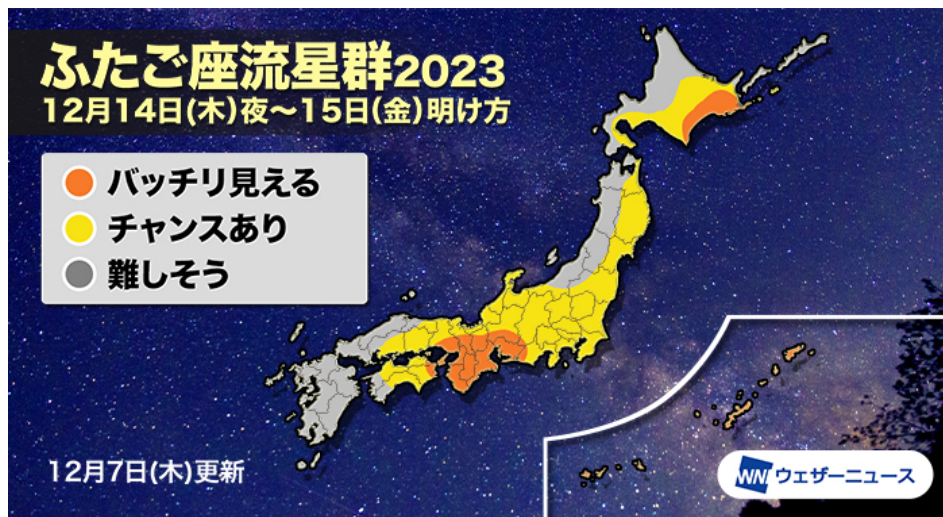 ふたご座流星群2023
12月14日(木)夜～15日(金)明け方
バッチリ見える
チャンスあり
難しそう
12月7日(木)更新
WN ウェザーニュース